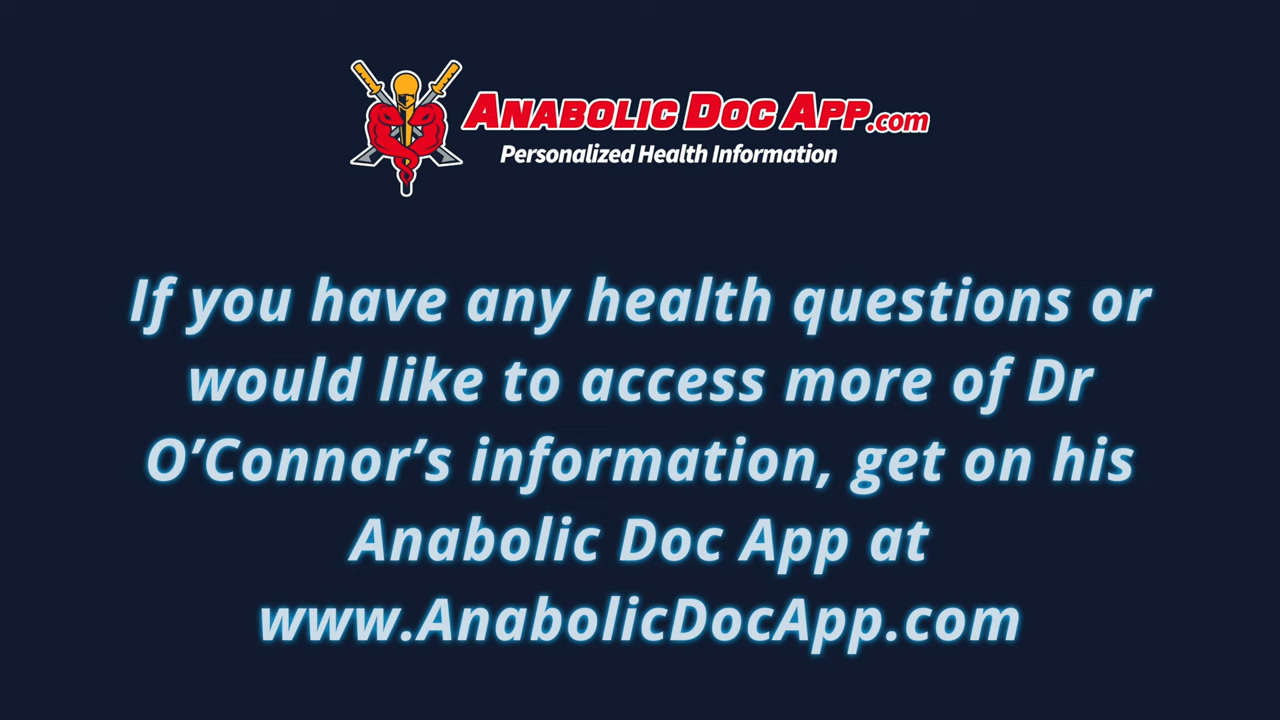 ANABOLIC DOC APP.com
Personalized Health Information
If you have any health questions or
would like to access more of Dr
O’Connor’s information, get on his
Anabolic Doc App at
www.AnabolicDocApp.com